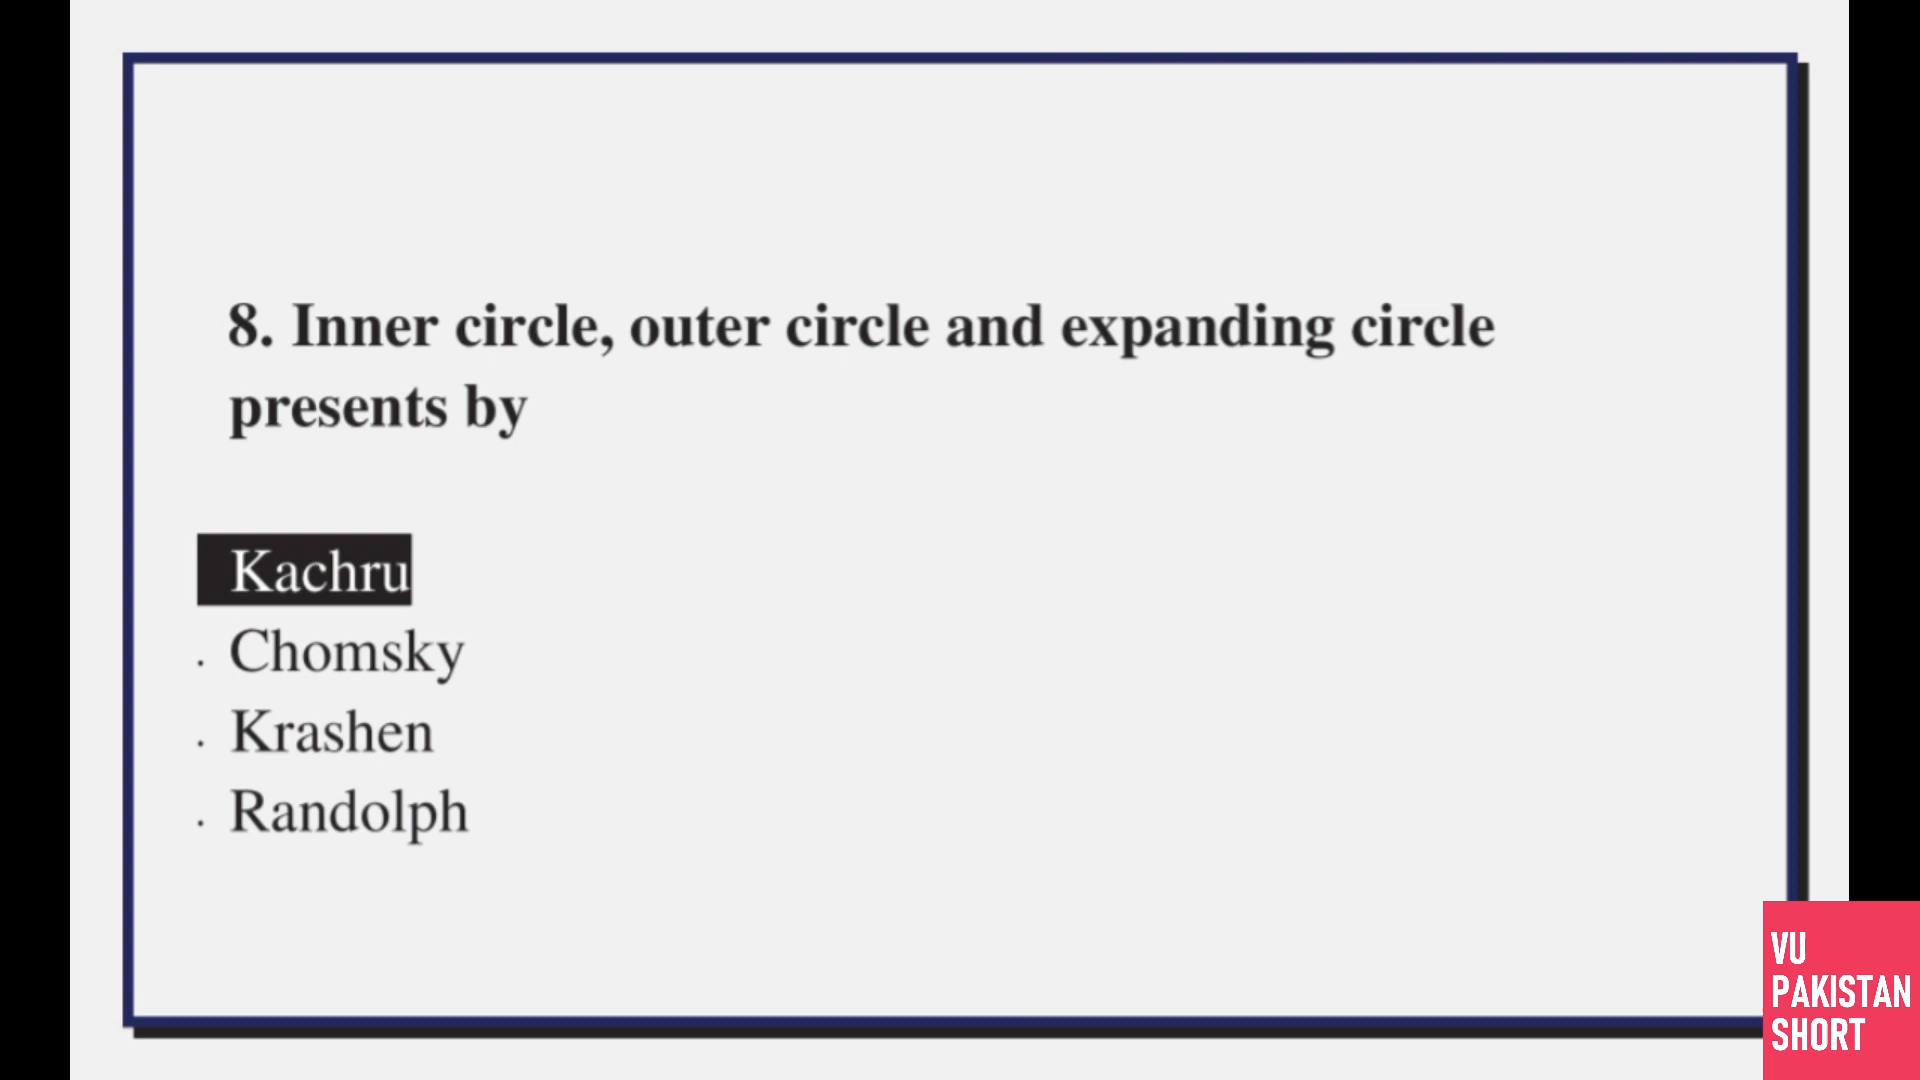 8. Inner circle, outer circle and expanding circle
presents by
Kachru
. Chomsky
. Krashen
. Randolph
VU
PAKISTAN
SHORT